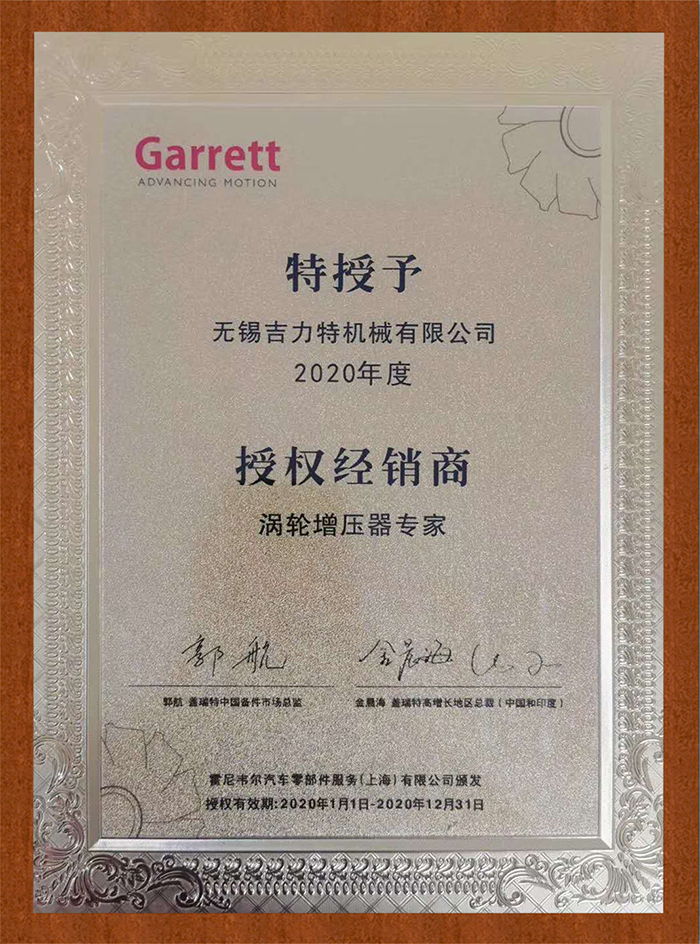 Garrett
ADVANCING MOTION
特授予
无锡吉力特机械有限公司
2020年度
授权经销商
涡轮增压器专家
郭航
金晨海
郭航 盖瑞特中国备件市场总监
金晨海 盖瑞特高增长地区总裁（中国和印度）
霍尼韦尔汽车零部件服务(上海)有限公司颁发
授权有效期:2020年1月1日-2020年12月31日